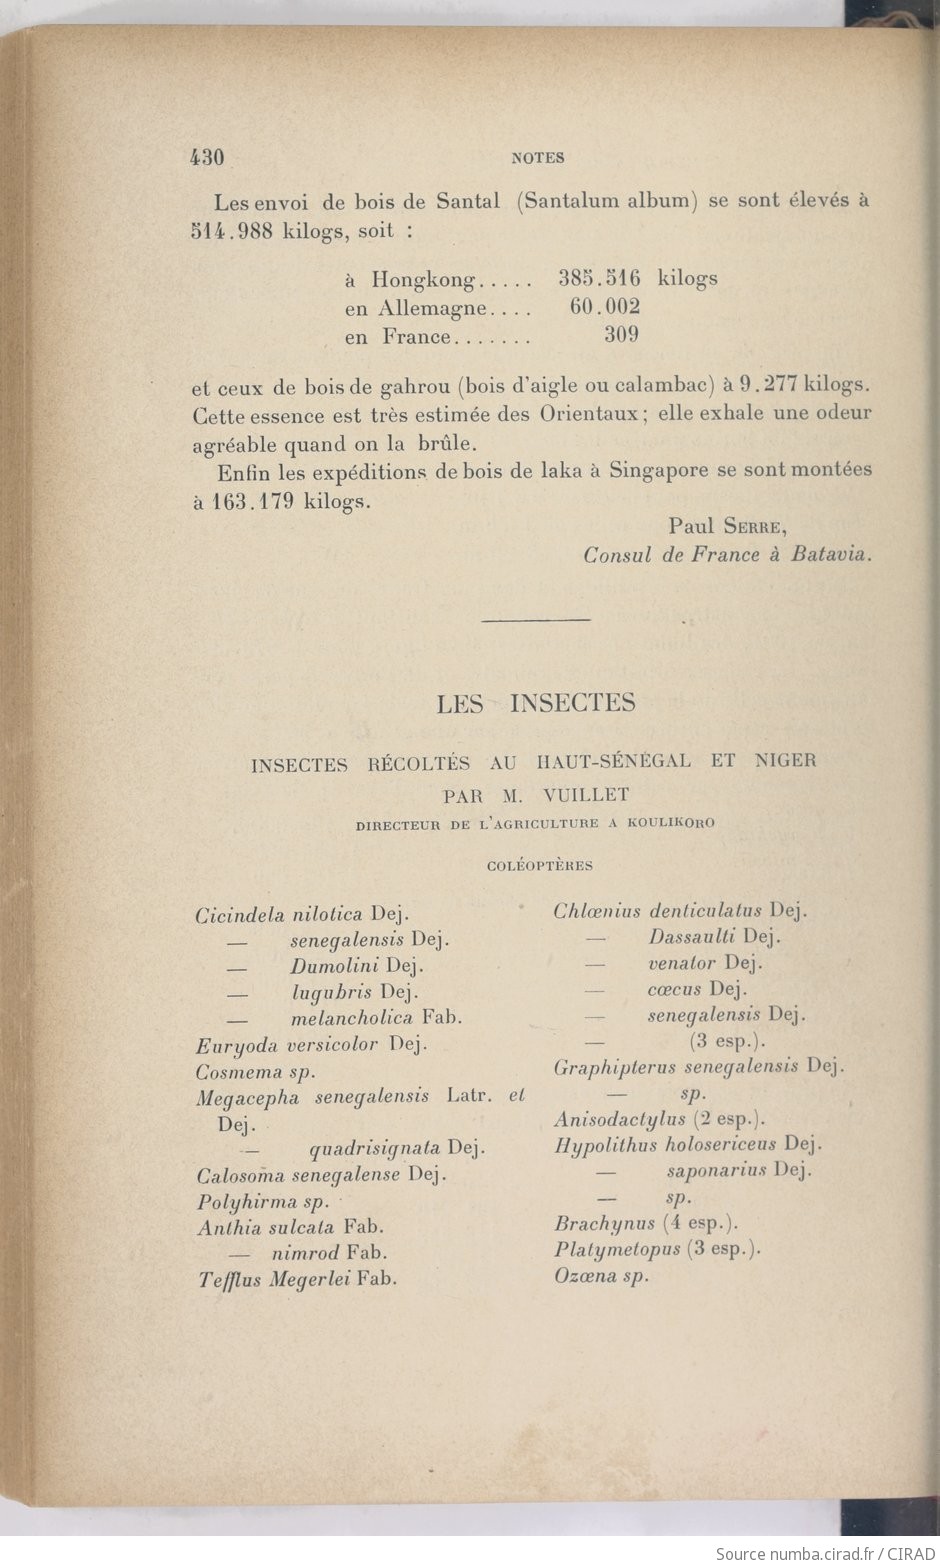 430 NOTES
Les envoi de bois de Santal (Santalum album) se sont élevés à
514.988 kilogs, soit :
à Hongkong..... 385.516 kilogs
en Allemagne.... 60.002
en France....... 309
et ceux de bois de gahrou (bois d'aigle ou calambac) à 9.277 kilogs.
Cette essence est très estimée des Orientaux; elle exhale une odeur
agréable quand on la brûle.
Enfin les expéditions de bois de laka à Singapore se sont montées
à 163.179 kilogs.
Paul SERRE,
Consul de France à Batavia.
LES INSECTES
INSECTES RÉCOLTÉS AU HAUT-SÉNÉGAL ET NIGER
PAR M. VUILLET
DIRECTEUR DE L'AGRICULTURE A KOULIKORO
COLÉOPTÈRES
Cicindela nilotica Dej.
— senegalensis Dej.
— Dumolini Dej.
— lugubris Dej.
— melancholica Fab.
Euryoda versicolor Dej.
Cosmema sp.
Megacepha senegalensis Latr. et
Dej.
— quadrisignata Dej.
Calosoma senegalense Dej.
Polyhirma sp.
Anthia sulcata Fab.
— nimrod Fab.
Tefflus Megerlei Fab.
Chlœnius denticulatus Dej.
— Dassaulti Dej.
— venator Dej.
— cœcus Dej.
— senegalensis Dej.
— (3 esp.).
Graphipterus senegalensis Dej.
— sp.
Anisodactylus (2 esp.).
Hypolithus holosericeus Dej.
— saponarius Dej.
— sp.
Brachynus (4 esp.).
Platymetopus (3 esp.).
Ozœna sp.
Source numba.cirad.fr / CIRAD